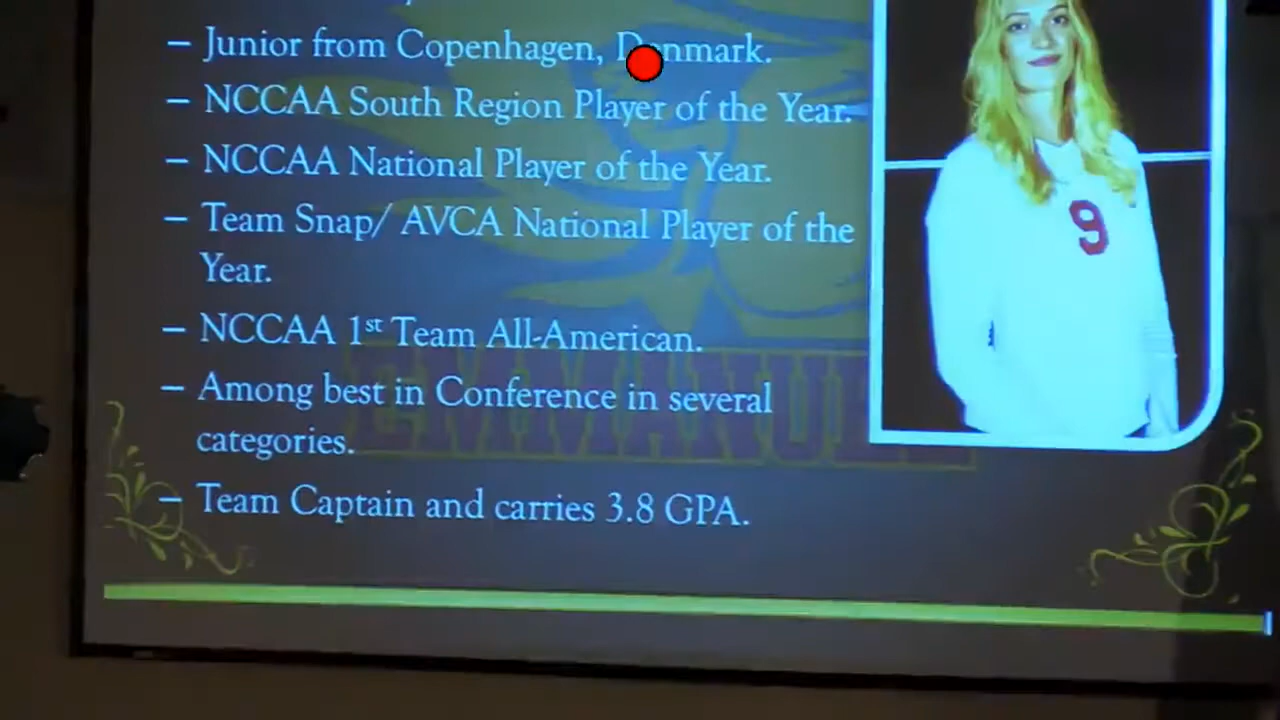 – Junior from Copenhagen, Denmark.
– NCCAA South Region Player of the Year.
– NCCAA National Player of the Year.
– Team Snap/ AVCA National Player of the
Year.
– NCCAA 1st Team All-American.
– Among best in Conference in several
categories.
– Team Captain and carries 3.8 GPA.
9
EMMANUEL